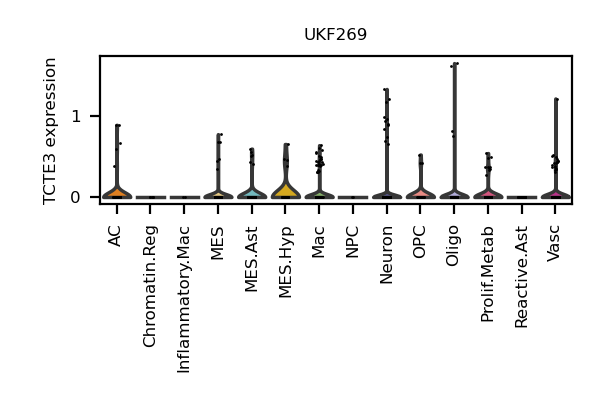 UKF269
TCTE3 expression
1
0
AC
Chromatin.Reg
Inflammatory.Mac
MES
MES.Ast
MES.Hyp
Mac
NPC
Neuron
OPC
Oligo
Prolif.Metab
Reactive.Ast
Vasc